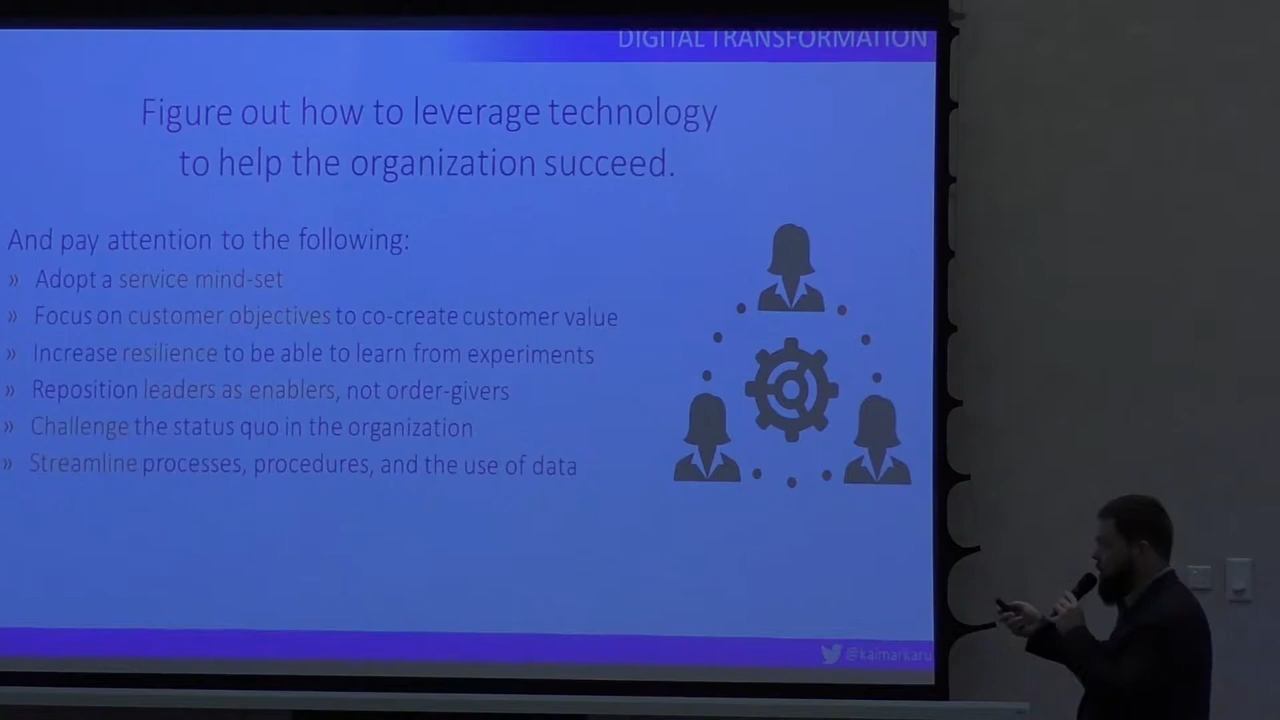 DIGITAL TRANSFORMATION
Figure out how to leverage technology
to help the organization succeed.
And pay attention to the following:
» Adopt a service mind-set
» Focus on customer objectives to co-create customer value
» Increase resilience to be able to learn from experiments
» Reposition leaders as enablers, not order-givers
» Challenge the status quo in the organization
» Streamline processes, procedures, and the use of data
@kaimarkaru